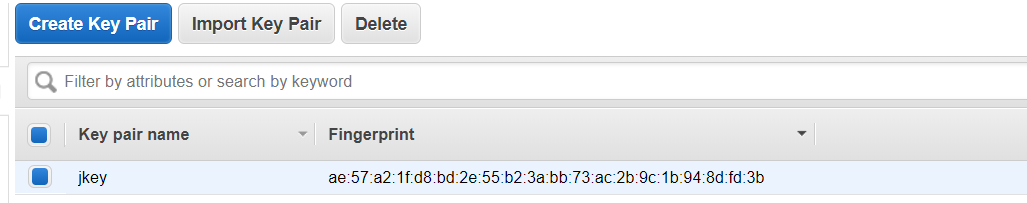 Create Key Pair Import Key Pair Delete
Filter by attributes or search by keyword
Key pair name Fingerprint
jkey ae:57:a2:1f:d8:bd:2e:55:b2:3a:bb:73:ac:2b:9c:1b:94:8d:fd:3b